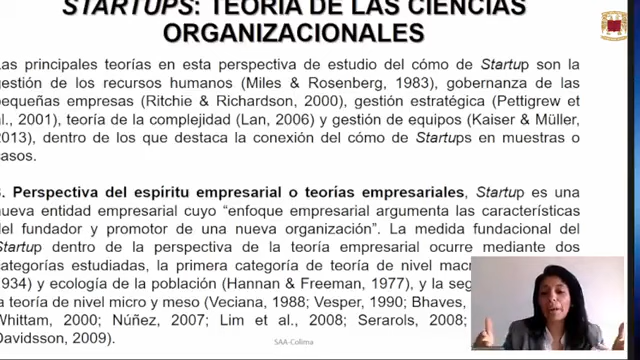 STARTUPS: TEORÍA DE LAS CIENCIAS
ORGANIZACIONALES
Las principales teorías en esta perspectiva de estudio del cómo de Startup son la
gestión de los recursos humanos (Miles & Rosenberg, 1983), gobernanza de las
pequeñas empresas (Ritchie & Richardson, 2000), gestión estratégica (Pettigrew et
al., 2001), teoría de la complejidad (Lan, 2006) y gestión de equipos (Kaiser & Müller,
2013), dentro de los que destaca la conexión del cómo de Startups en muestras o
casos.
Perspectiva del espíritu empresarial o teorías empresariales, Startup es una
nueva entidad empresarial cuyo “enfoque empresarial argumenta las características
del fundador y promotor de una nueva organización”. La medida fundacional del
Startup dentro de la perspectiva de la teoría empresarial ocurre mediante dos
categorías estudiadas, la primera categoría de teoría de nivel
1934) y ecología de la población (Hannan & Freeman, 1977), y la
la teoría de nivel micro y meso (Veciana, 1988; Vesper, 1990; Bhaves,
Whittam, 2000; Núñez, 2007; Lim et al., 2008; Serarols, 2008;
Davidsson, 2009).
SAA-Colima